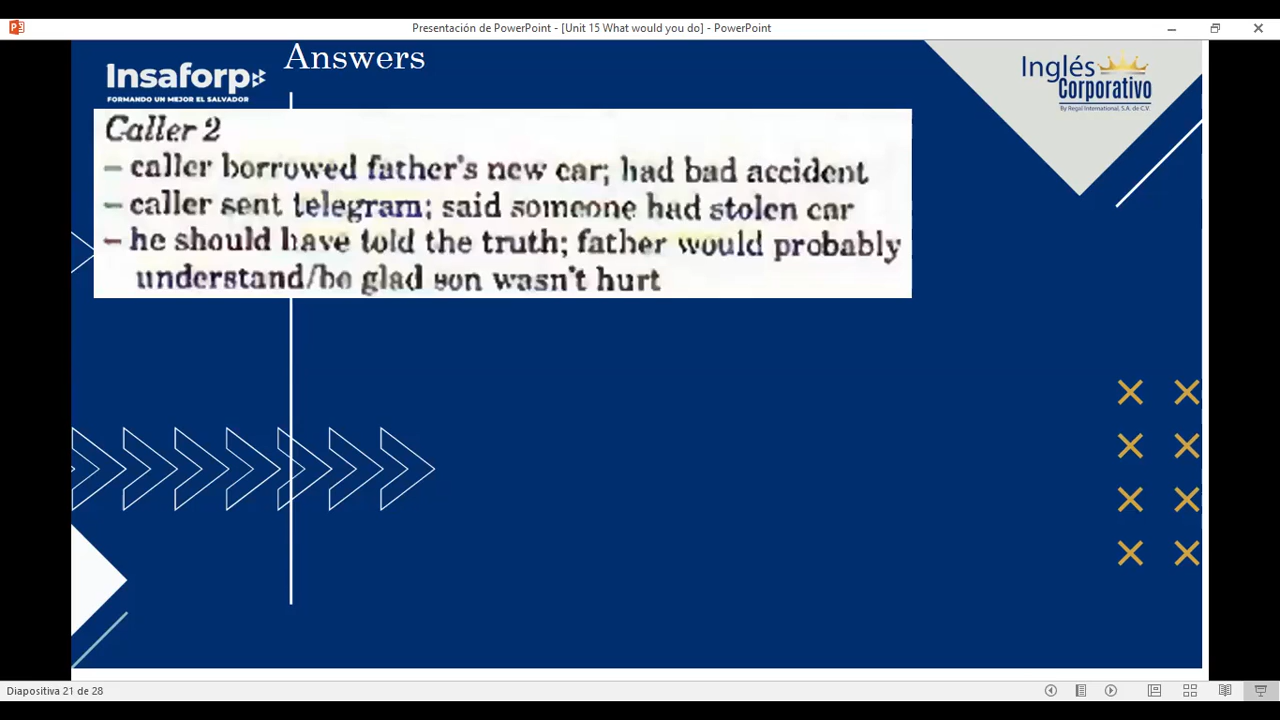 Presentación de PowerPoint - [Unit 15 What would you do] - PowerPoint
Answers
Insaforp
FORMANDO UN MEJOR EL SALVADOR
Inglés
Corporativo
By Regal International, S.A. de C.V.
Caller 2
– caller borrowed father's new car; had bad accident
– caller sent telegram; said someone had stolen car
– he should have told the truth; father would probably
understand/be glad son wasn't hurt
Diapositiva 21 de 28